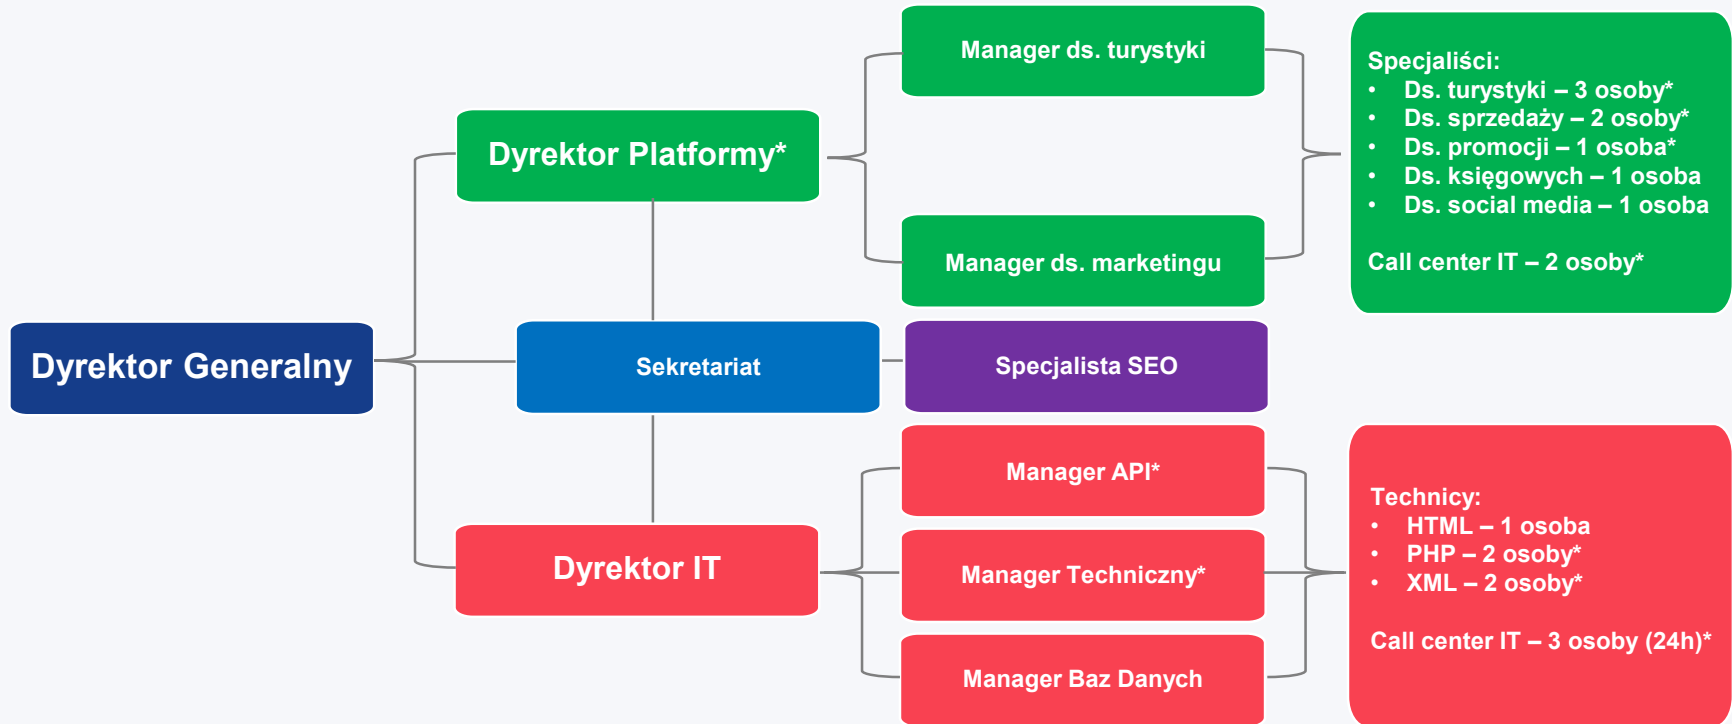 Dyrektor Generalny
Dyrektor Platformy*
Sekretariat
Dyrektor IT
Manager ds. turystyki
Manager ds. marketingu
Specjalista SEO
Manager API*
Manager Techniczny*
Manager Baz Danych
Specjaliści:
• Ds. turystyki – 3 osoby*
• Ds. sprzedaży – 2 osoby*
• Ds. promocji – 1 osoba*
• Ds. księgowych – 1 osoba
• Ds. social media – 1 osoba
Call center IT – 2 osoby*
Technicy:
• HTML – 1 osoba
• PHP – 2 osoby*
• XML – 2 osoby*
Call center IT – 3 osoby (24h)*